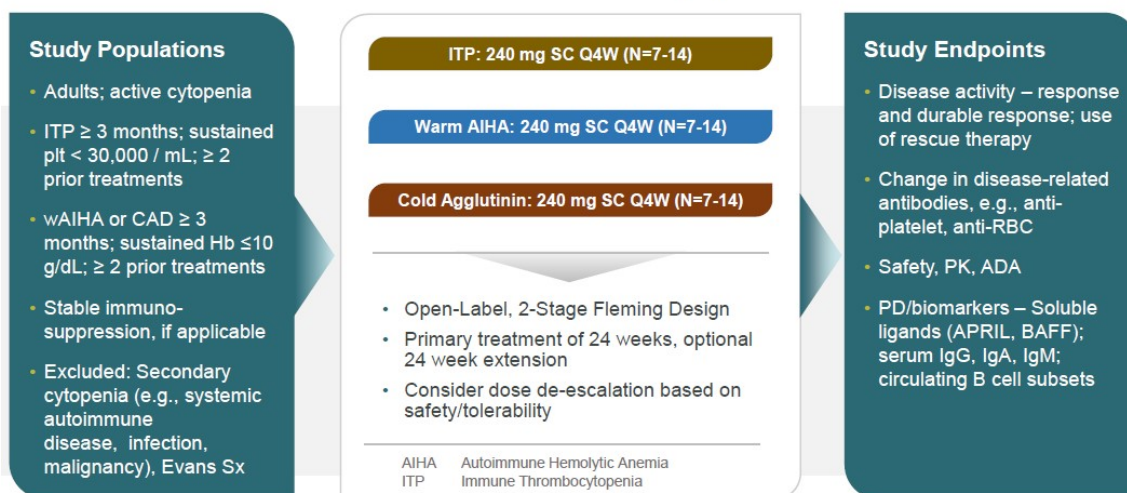 Study Populations
• Adults; active cytopenia
• ITP ≥ 3 months; sustained
plt < 30,000 / mL; ≥ 2
prior treatments
• wAIHA or CAD ≥ 3
months; sustained Hb ≤10
g/dL; ≥ 2 prior treatments
• Stable immuno-
suppression, if applicable
• Excluded: Secondary
cytopenia (e.g., systemic
autoimmune
disease, infection,
malignancy), Evans Sx
ITP: 240 mg SC Q4W (N=7-14)
Warm AIHA: 240 mg SC Q4W (N=7-14)
Cold Agglutinin: 240 mg SC Q4W (N=7-14)
• Open-Label, 2-Stage Fleming Design
• Primary treatment of 24 weeks, optional
24 week extension
• Consider dose de-escalation based on
safety/tolerability
AIHA Autoimmune Hemolytic Anemia
ITP Immune Thrombocytopenia
Study Endpoints
• Disease activity – response
and durable response; use
of rescue therapy
• Change in disease-related
antibodies, e.g., anti-
platelet, anti-RBC
• Safety, PK, ADA
• PD/biomarkers – Soluble
ligands (APRIL, BAFF);
serum IgG, IgA, IgM;
circulating B cell subsets